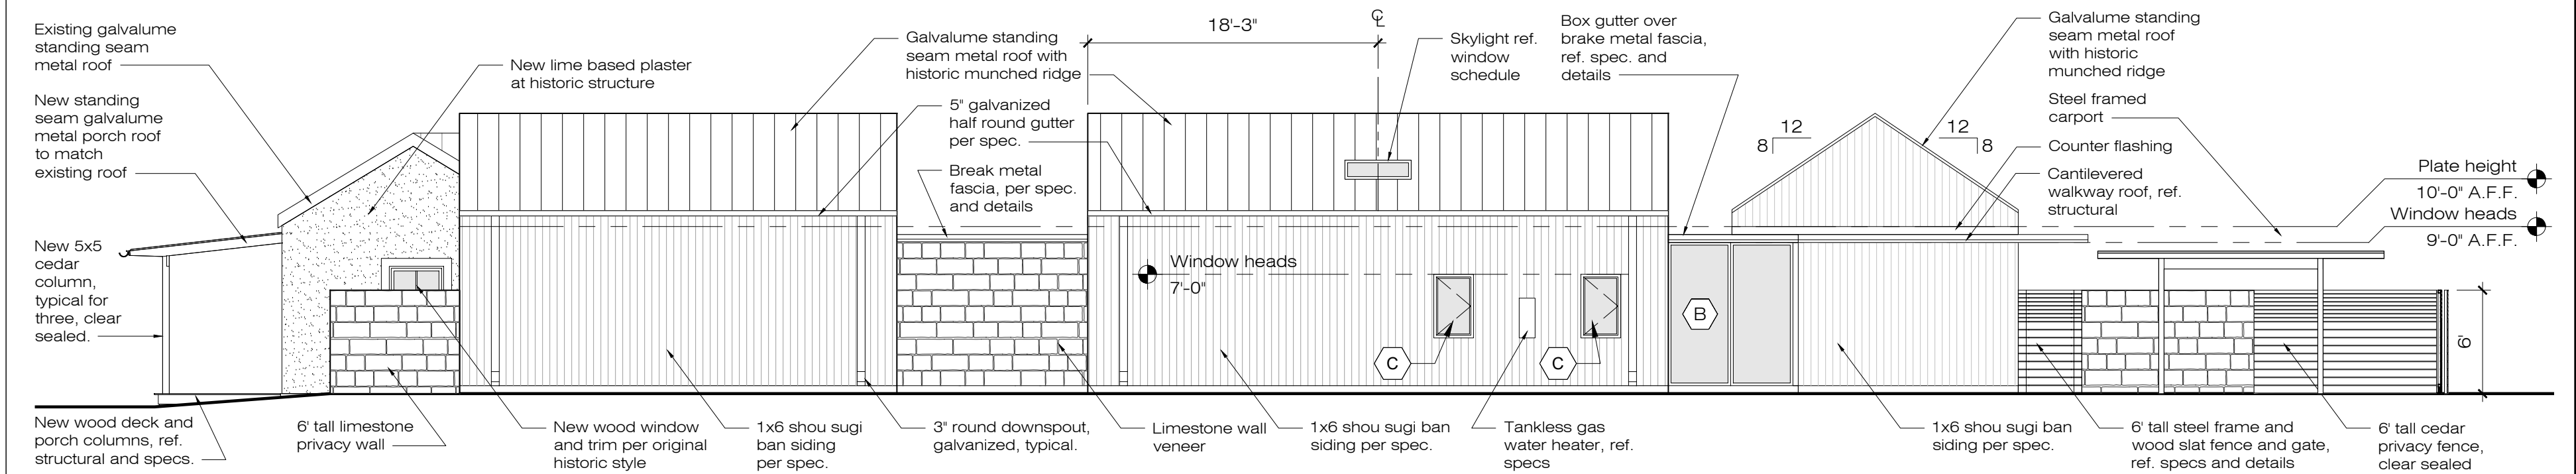 Existing galvalume
standing seam
metal roof
New standing
seam galvalume
metal porch roof
to match
existing roof
New 5x5
cedar
column,
typical for
three, clear
sealed.
New wood deck and
porch columns, ref.
structural and specs.
New lime based plaster
at historic structure
6' tall limestone
privacy wall
New wood window
and trim per original
historic style
1x6 shou sugi
ban siding
per spec.
Galvalume standing
seam metal roof with
historic munched ridge
5" galvanized
half round gutter
per spec.
Break metal
fascia, per spec.
and details
3" round downspout,
galvanized, typical.
18'-3"
℄
Window heads
7'-0"
Limestone wall
veneer
1x6 shou sugi ban
siding per spec.
Skylight ref.
window
schedule
C
C
Tankless gas
water heater, ref.
specs
Box gutter over
brake metal fascia,
ref. spec. and
details
B
12
8
12
8
Galvalume standing
seam metal roof
with historic
munched ridge
Steel framed
carport
Counter flashing
Cantilevered
walkway roof, ref.
structural
Plate height
10'-0" A.F.F.
Window heads
9'-0" A.F.F.
6'
1x6 shou sugi ban
siding per spec.
6' tall steel frame and
wood slat fence and gate,
ref. specs and details
6' tall cedar
privacy fence,
clear sealed